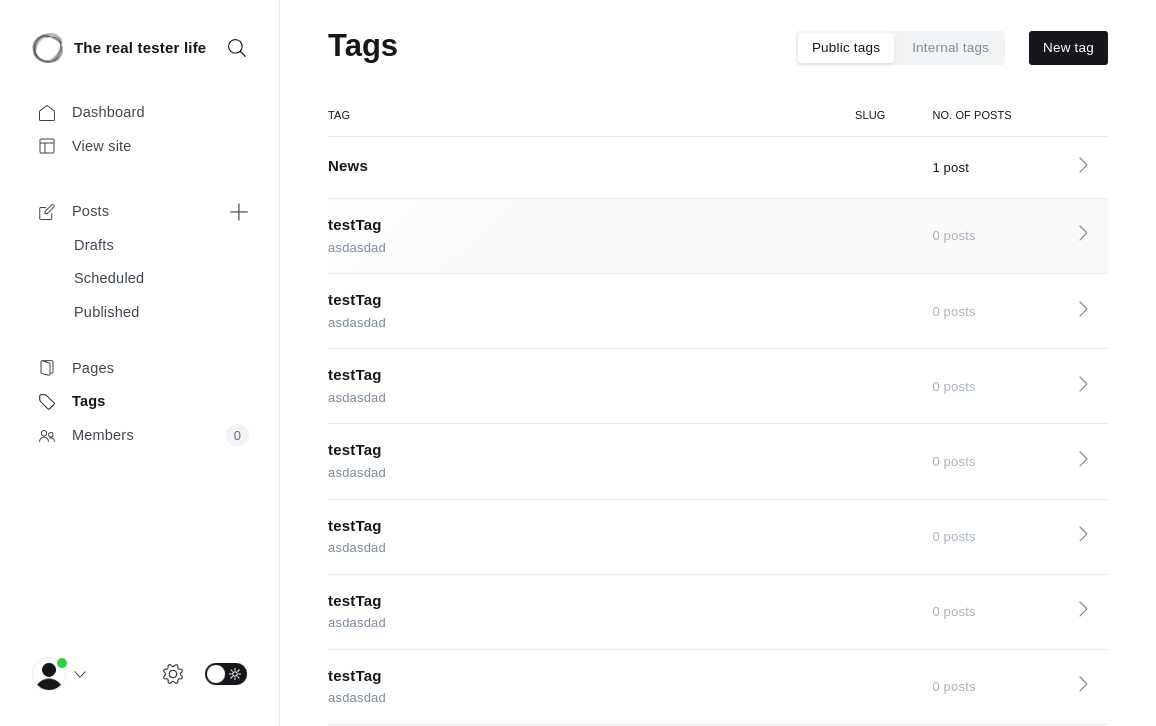 The real tester life
Dashboard
View site
Posts
Drafts
Scheduled
Published
Pages
Tags
Members 0
Tags
Public tags Internal tags New tag
TAG SLUG NO. OF POSTS
News 1 post
testTag
asdasdad 0 posts
testTag
asdasdad 0 posts
testTag
asdasdad 0 posts
testTag
asdasdad 0 posts
testTag
asdasdad 0 posts
testTag
asdasdad 0 posts
testTag
asdasdad 0 posts